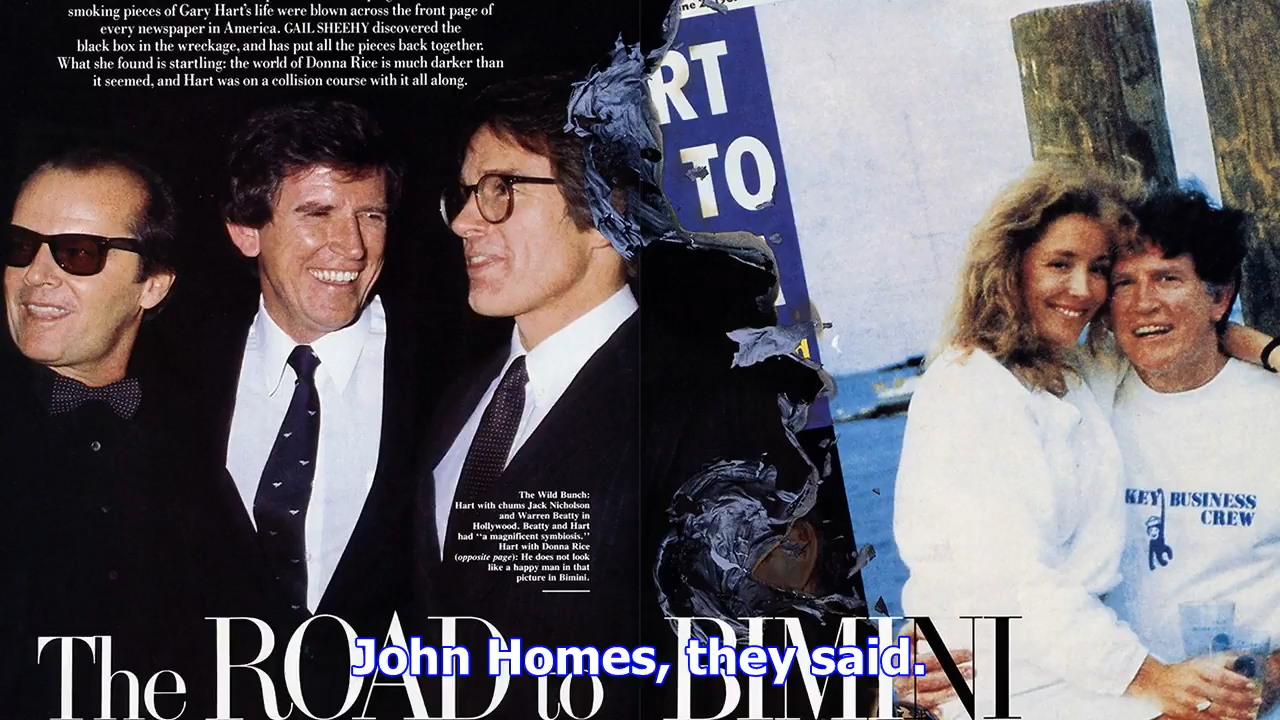 smoking pieces of Gary Hart's life were blown across the front page of
every newspaper in America. GAIL SHEEHY discovered the
black box in the wreckage, and has put all the pieces back together.
What she found is startling: the world of Donna Rice is much darker than
it seemed, and Hart was on a collision course with it all along.
RT
TO
The Wild Bunch:
Hart with chums Jack Nicholson
and Warren Beatty in
Hollywood. Beatty and Hart
had “a magnificent symbiosis.”
Hart with Donna Rice
(opposite page): He does not look
like a happy man in that
picture in Bimini.
KEY BUSINESS
CREW
The ROAD to BIMINI
John Homes, they said.